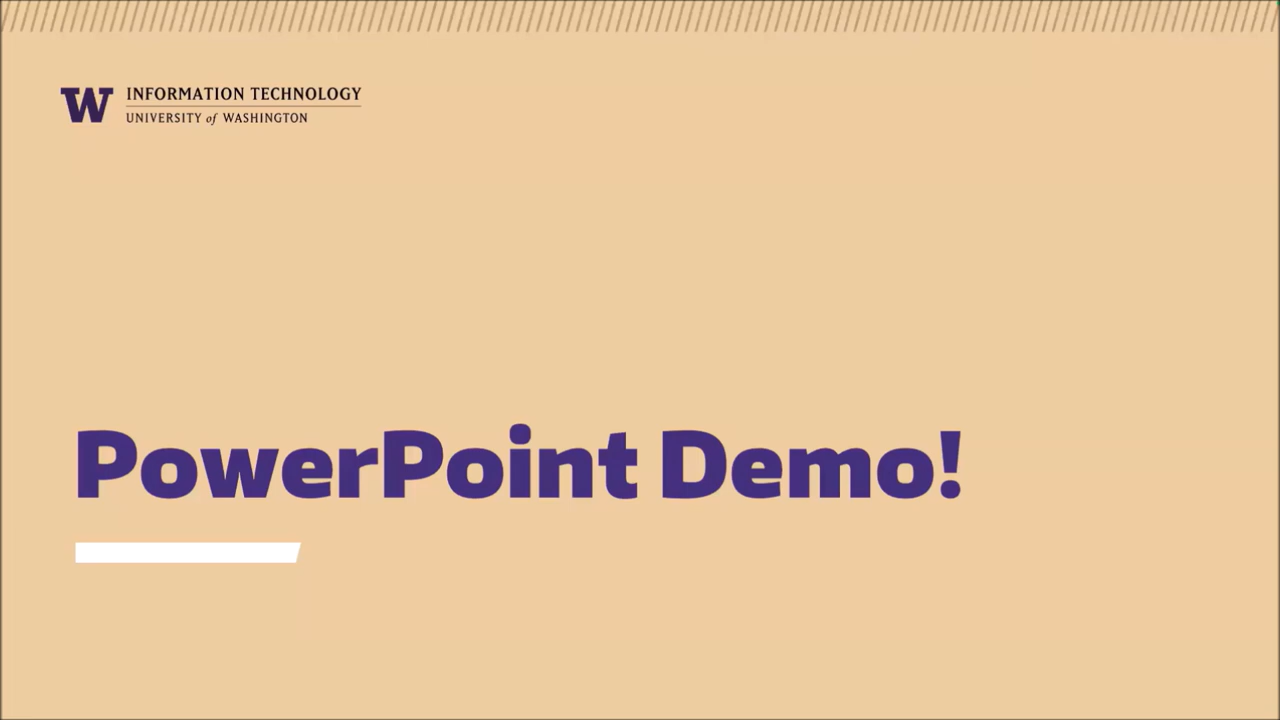 W
INFORMATION TECHNOLOGY
UNIVERSITY of WASHINGTON
PowerPoint Demo!